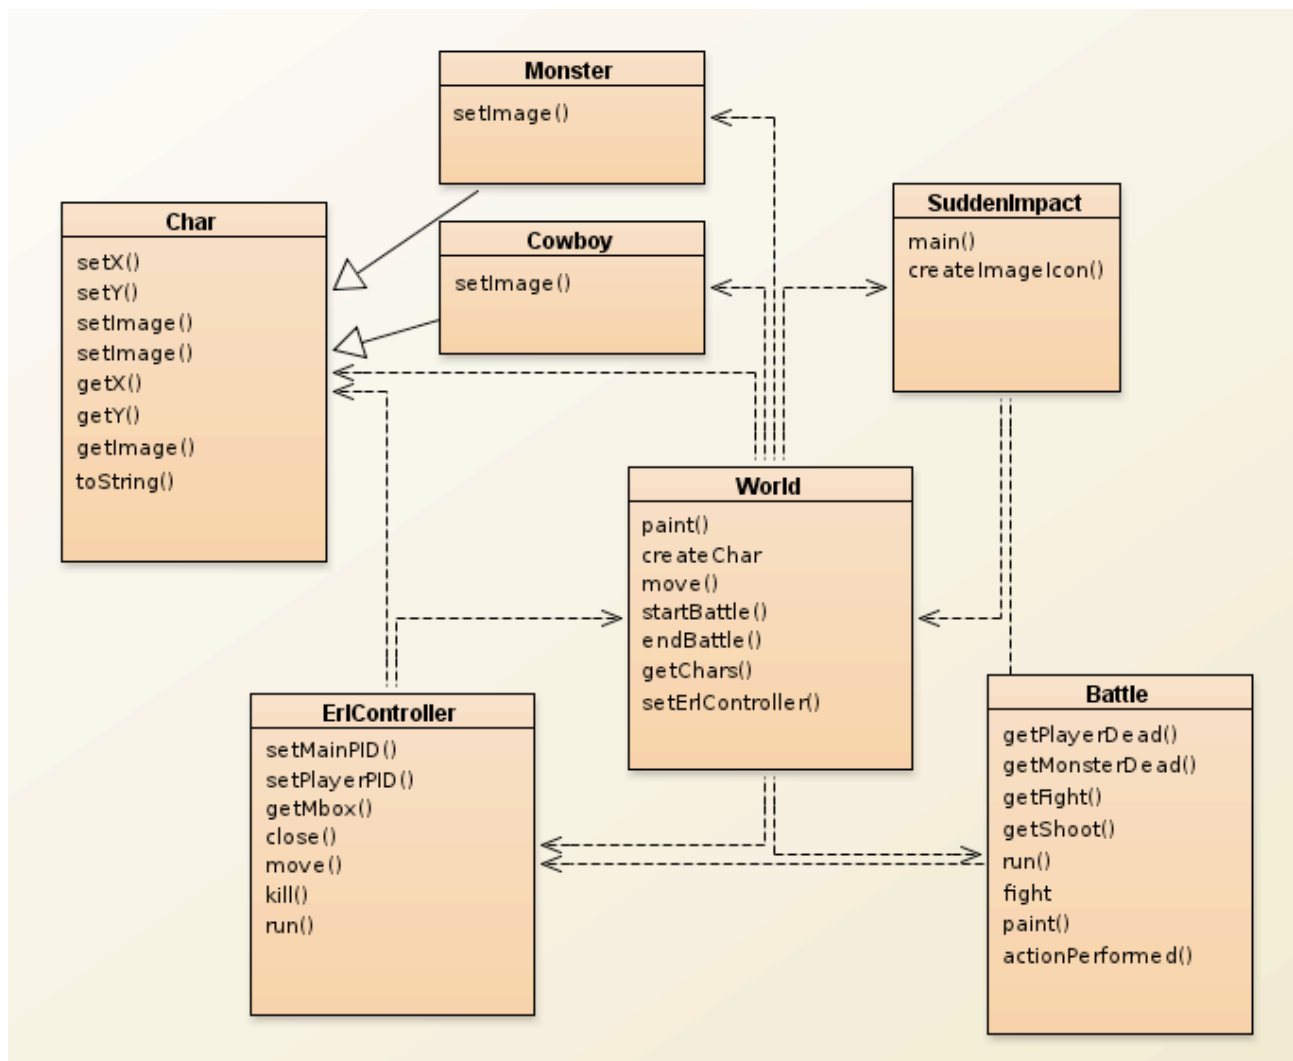 Monster
setImage()
Char
setX()
setY()
setImage()
setImage()
getX()
getY()
getImage()
toString()
Cowboy
setImage()
SuddenImpact
main()
createImageIcon()
World
paint()
createChar
move()
startBattle()
endBattle()
getChars()
setErlController()
ErlController
setMainPID()
setPlayerPID()
getMbox()
close()
move()
kill()
run()
Battle
getPlayerDead()
getMonsterDead()
getFight()
getShoot()
run()
fight
paint()
actionPerformed()